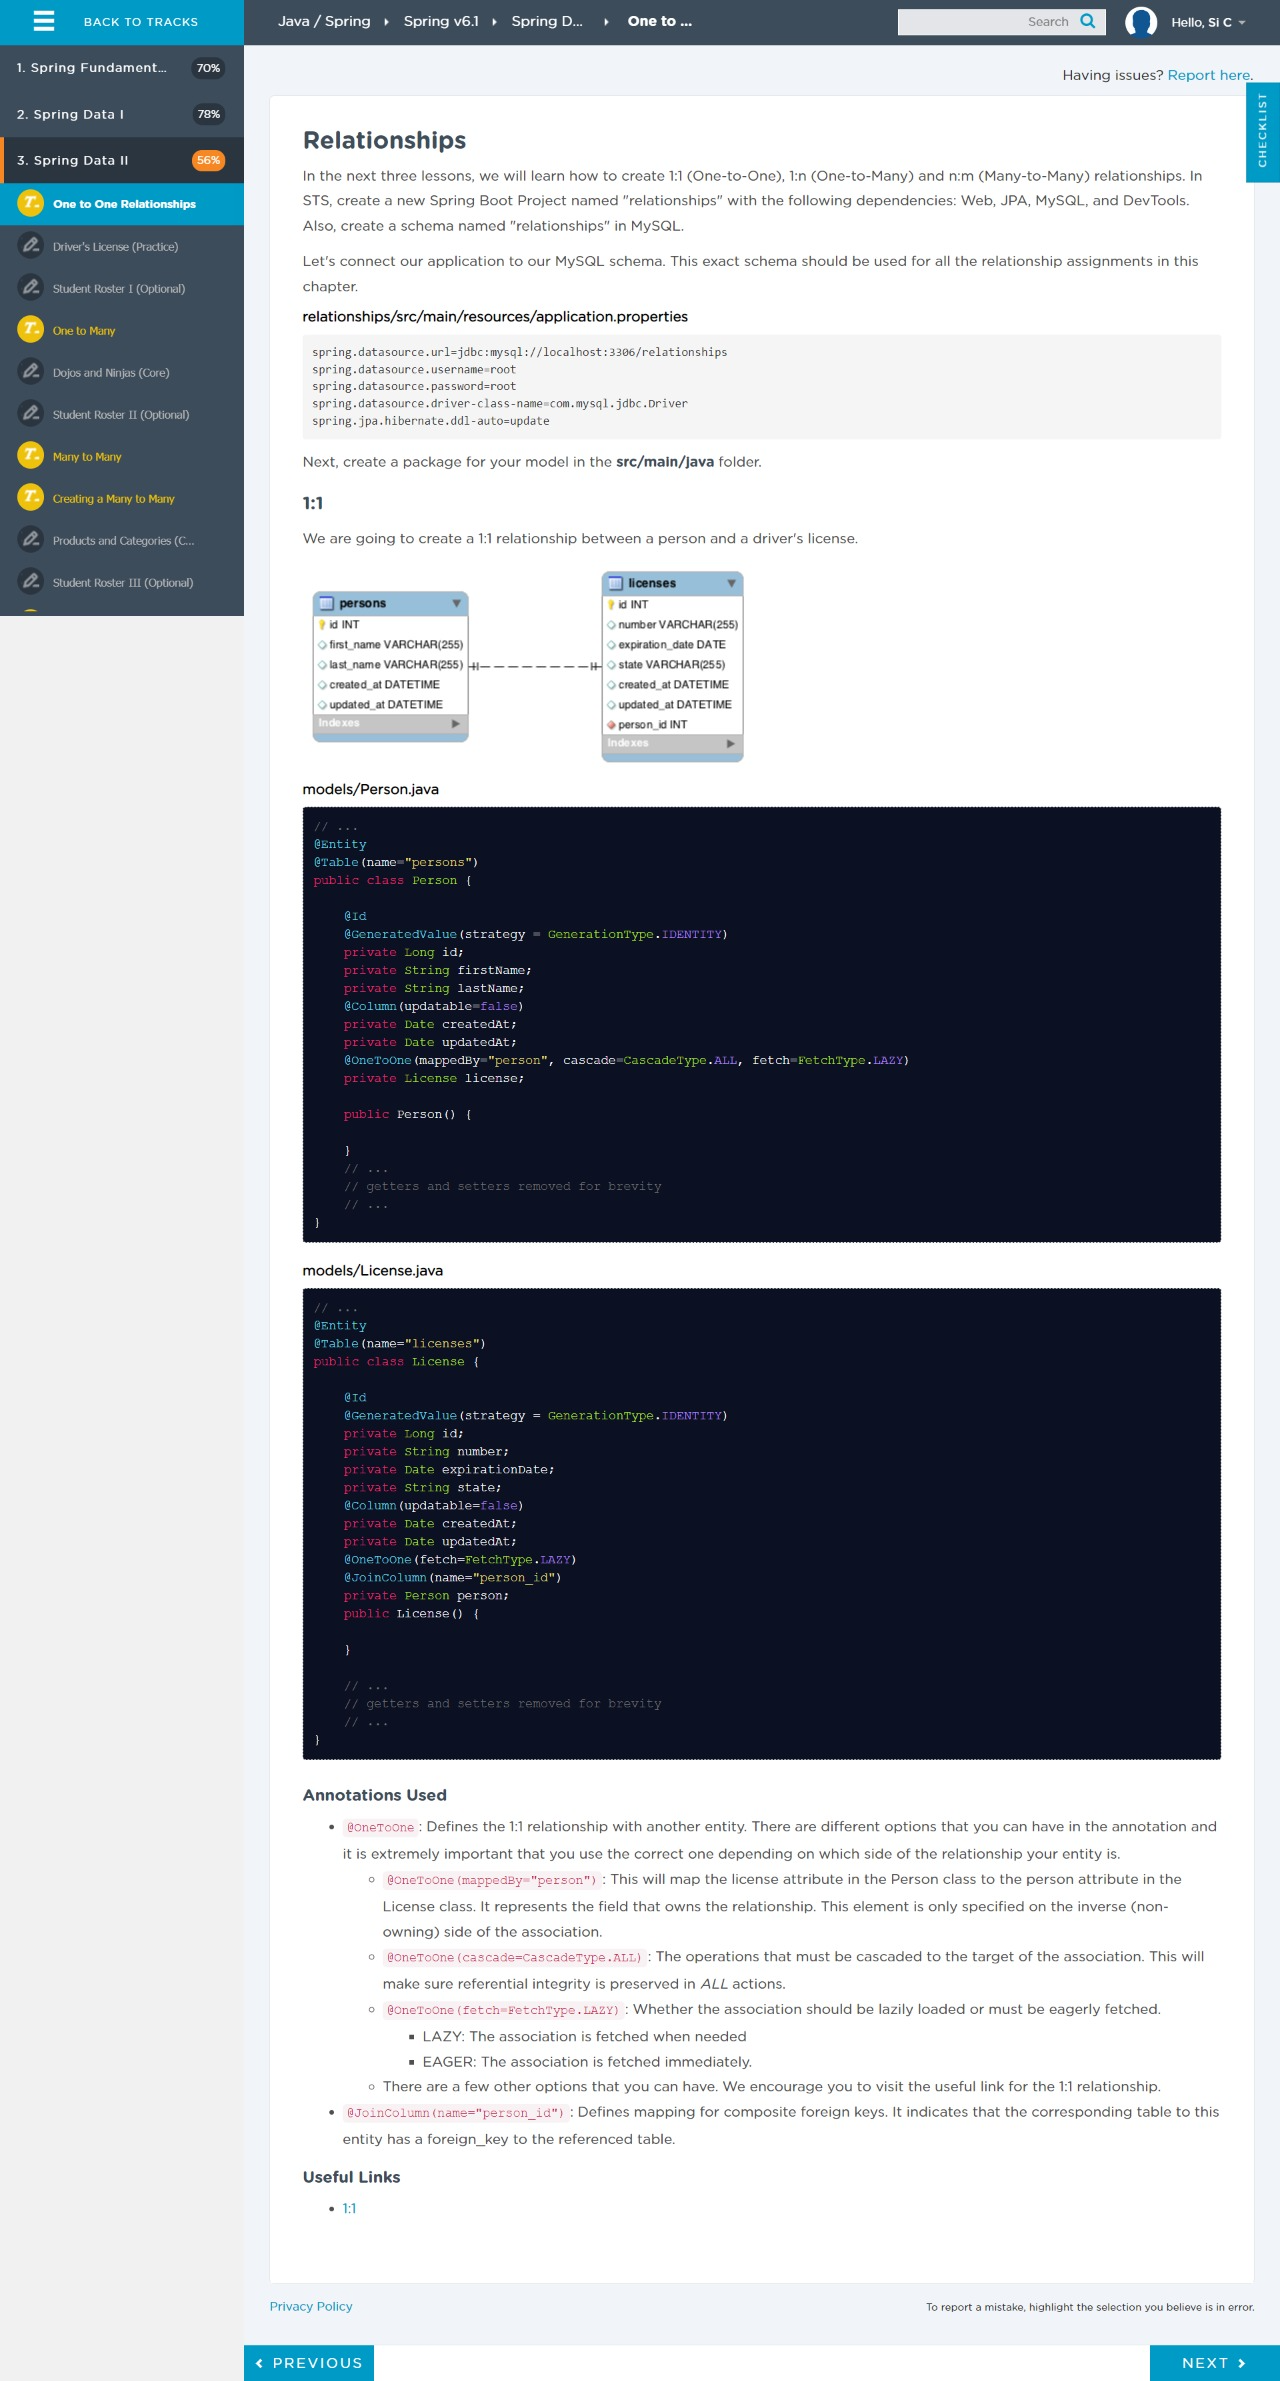 BACK TO TRACKS
Java / Spring
Spring v6.1
Spring D...
One to ...
Search
Hello, Si C
1. Spring Fundament...
70%
2. Spring Data I
78%
3. Spring Data II
56%
One to One Relationships
Driver's License (Practice)
Student Roster I (Optional)
One to Many
Dojos and Ninjas (Core)
Student Roster II (Optional)
Many to Many
Creating a Many to Many
Products and Categories (C...
Student Roster III (Optional)
Having issues? Report here.
CHECKLIST
Relationships
In the next three lessons, we will learn how to create 1:1 (One-to-One), 1:n (One-to-Many) and n:m (Many-to-Many) relationships. In
STS, create a new Spring Boot Project named "relationships" with the following dependencies: Web, JPA, MySQL, and DevTools.
Also, create a schema named "relationships" in MySQL.
Let's connect our application to our MySQL schema. This exact schema should be used for all the relationship assignments in this
chapter.
relationships/src/main/resources/application.properties
spring.datasource.url=jdbc:mysql://localhost:3306/relationships
spring.datasource.username=root
spring.datasource.password=root
spring.datasource.driver-class-name=com.mysql.jdbc.Driver
spring.jpa.hibernate.ddl-auto=update
Next, create a package for your model in the src/main/java folder.
1:1
We are going to create a 1:1 relationship between a person and a driver's license.
persons
id INT
first_name VARCHAR(255)
last_name VARCHAR(255)
created_at DATETIME
updated_at DATETIME
Indexes
licenses
id INT
number VARCHAR(255)
expiration_date DATE
state VARCHAR(255)
created_at DATETIME
updated_at DATETIME
person_id INT
Indexes
models/Person.java
// ...
@Entity
@Table(name="persons")
public class Person {
@Id
@GeneratedValue(strategy = GenerationType.IDENTITY)
private Long id;
private String firstName;
private String lastName;
@Column(updatable=false)
private Date createdAt;
private Date updatedAt;
@OneToOne(mappedBy="person", cascade=CascadeType.ALL, fetch=FetchType.LAZY)
private License license;
public Person() {
}
// ...
// getters and setters removed for brevity
// ...
}
models/License.java
// ...
@Entity
@Table(name="licenses")
public class License {
@Id
@GeneratedValue(strategy = GenerationType.IDENTITY)
private Long id;
private String number;
private Date expirationDate;
private String state;
@Column(updatable=false)
private Date createdAt;
private Date updatedAt;
@OneToOne(fetch=FetchType.LAZY)
@JoinColumn(name="person_id")
private Person person;
public License() {
}
// ...
// getters and setters removed for brevity
// ...
}
Annotations Used
• @OneToOne : Defines the 1:1 relationship with another entity. There are different options that you can have in the annotation and
it is extremely important that you use the correct one depending on which side of the relationship your entity is.
◦ @OneToOne(mappedBy="person") : This will map the license attribute in the Person class to the person attribute in the
License class. It represents the field that owns the relationship. This element is only specified on the inverse (non-
owning) side of the association.
◦ @OneToOne(cascade=CascadeType.ALL) : The operations that must be cascaded to the target of the association. This will
make sure referential integrity is preserved in ALL actions.
◦ @OneToOne(fetch=FetchType.LAZY) : Whether the association should be lazily loaded or must be eagerly fetched.
▪ LAZY: The association is fetched when needed
▪ EAGER: The association is fetched immediately.
◦ There are a few other options that you can have. We encourage you to visit the useful link for the 1:1 relationship.
• @JoinColumn(name="person_id") : Defines mapping for composite foreign keys. It indicates that the corresponding table to this
entity has a foreign_key to the referenced table.
Useful Links
• 1:1
Privacy Policy
To report a mistake, highlight the selection you believe is in error.
PREVIOUS
NEXT